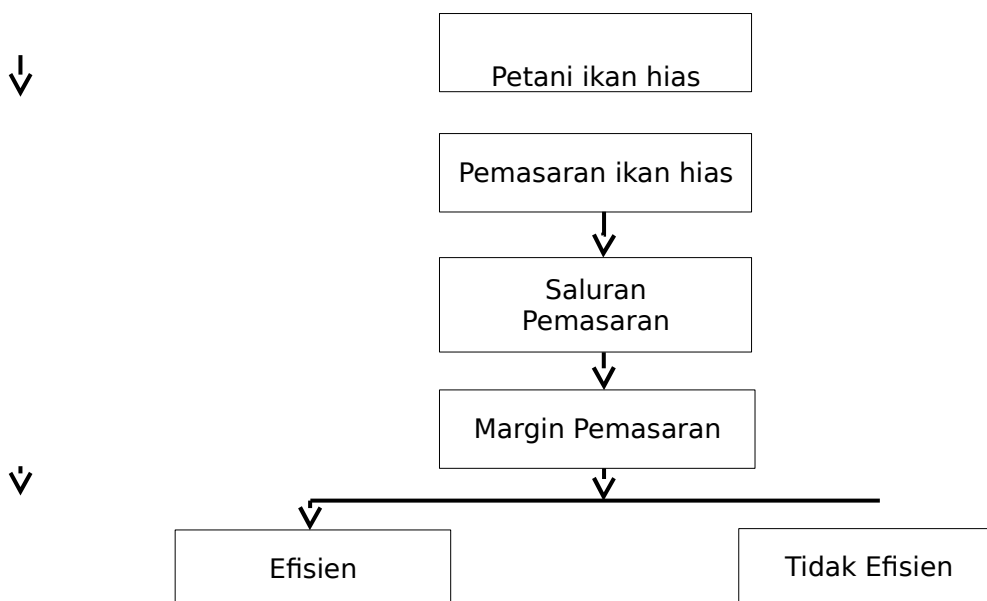 Petani ikan hias
Pemasaran ikan hias
Saluran
Pemasaran
Margin Pemasaran
Efisien
Tidak Efisien